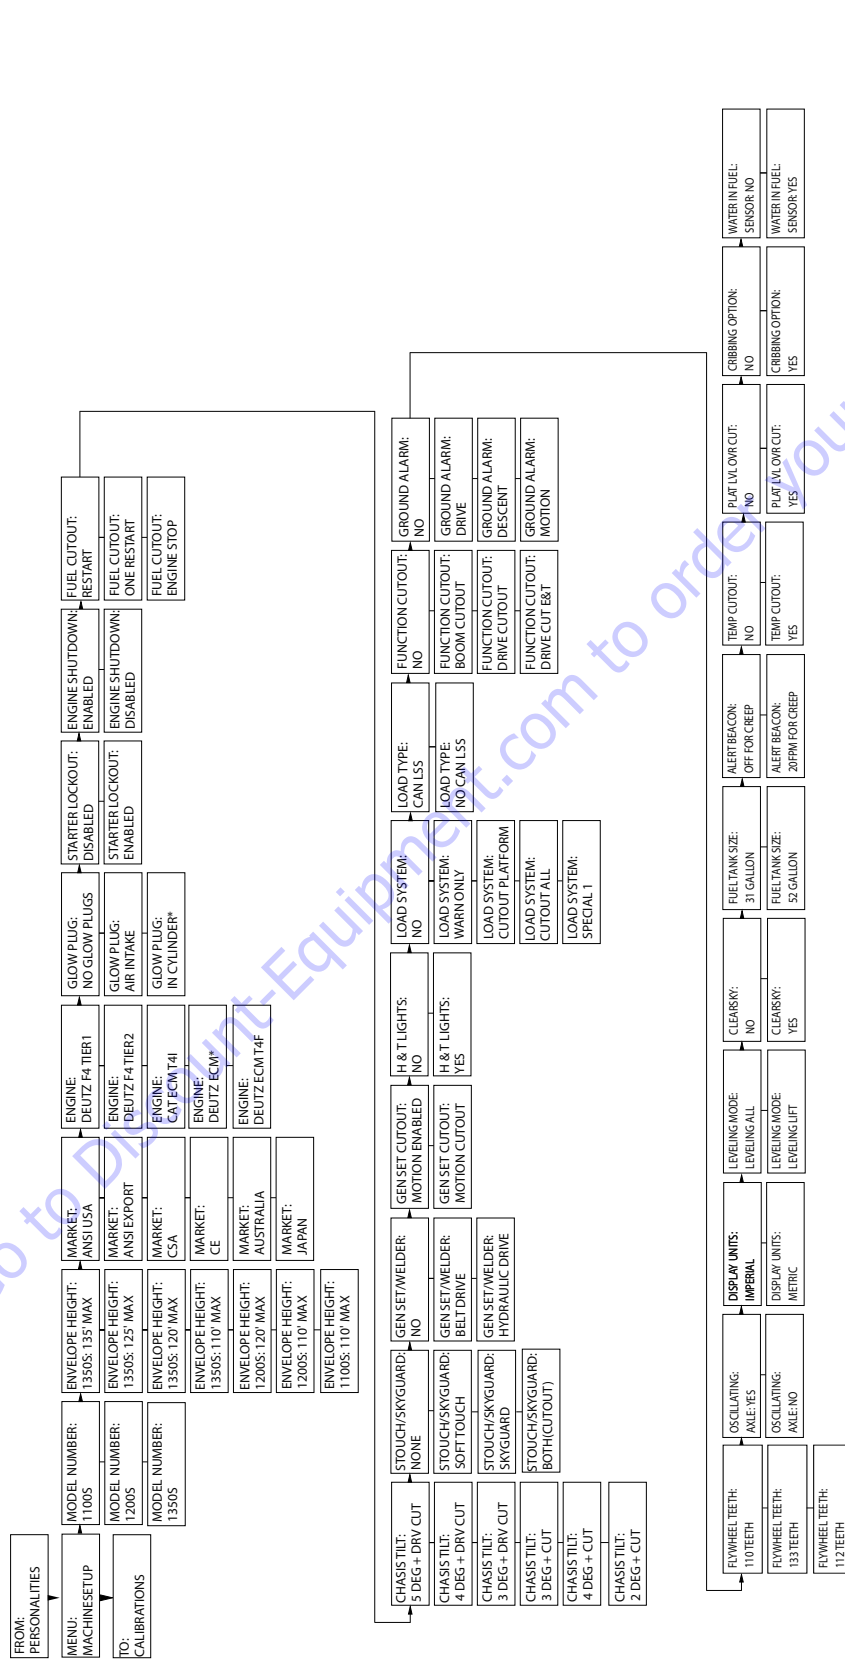 FROM:
PERSONALITIES
MENU:
MACHINE SETUP
TO:
CALIBRATIONS
MODEL NUMBER:
1100S
MODEL NUMBER:
1200S
MODEL NUMBER:
1350S
ENVELOPE HEIGHT:
1350S: 135' MAX
ENVELOPE HEIGHT:
1350S: 125' MAX
ENVELOPE HEIGHT:
1350S: 120' MAX
ENVELOPE HEIGHT:
1350S: 110' MAX
ENVELOPE HEIGHT:
1200S: 120' MAX
ENVELOPE HEIGHT:
1200S: 110' MAX
ENVELOPE HEIGHT:
1100S: 110' MAX
MARKET:
ANSI USA
MARKET:
ANSI EXPORT
MARKET:
CSA
MARKET:
CE
MARKET:
AUSTRALIA
MARKET:
JAPAN
ENGINE:
DEUTZ F4 TIER1
ENGINE:
DEUTZ F4 TIER2
ENGINE:
CAT ECM T4I
ENGINE:
DEUTZ ECM*
ENGINE:
DEUTZ ECM T4F
GLOW PLUG:
NO GLOW PLUGS
GLOW PLUG:
AIR INTAKE
GLOW PLUG:
IN CYLINDER*
STARTER LOCKOUT:
DISABLED
STARTER LOCKOUT:
ENABLED
ENGINE SHUTDOWN:
ENABLED
ENGINE SHUTDOWN:
DISABLED
FUEL CUTOUT:
RESTART
FUEL CUTOUT:
ONE RESTART
FUEL CUTOUT:
ENGINE STOP
CHASIS TILT:
5 DEG + DRV CUT
CHASIS TILT:
4 DEG + DRV CUT
CHASIS TILT:
3 DEG + DRV CUT
CHASIS TILT:
3 DEG + CUT
CHASIS TILT:
4 DEG + CUT
CHASIS TILT:
2 DEG + CUT
STOUCH/SKYGUARD:
NONE
STOUCH/SKYGUARD:
SOFT TOUCH
STOUCH/SKYGUARD:
SKYGUARD
STOUCH/SKYGUARD:
BOTH (CUTOUT)
GEN SET/WELDER:
NO
GEN SET/WELDER:
BELT DRIVE
GEN SET/WELDER:
HYDRAULIC DRIVE
GEN SET CUTOUT:
MOTION ENABLED
GEN SET CUTOUT:
MOTION CUTOUT
H & T LIGHTS:
NO
H & T LIGHTS:
YES
LOAD SYSTEM:
NO
LOAD SYSTEM:
WARN ONLY
LOAD SYSTEM:
CUTOUT PLATFORM
LOAD SYSTEM:
CUTOUT ALL
LOAD SYSTEM:
SPECIAL 1
LOAD TYPE:
CAN LSS
LOAD TYPE:
NO CAN LSS
FUNCTION CUTOUT:
NO
FUNCTION CUTOUT:
BOOM CUTOUT
FUNCTION CUTOUT:
DRIVE CUTOUT
FUNCTION CUTOUT:
DRIVE CUT E&T
GROUND ALARM:
NO
GROUND ALARM:
DRIVE
GROUND ALARM:
DESCENT
GROUND ALARM:
MOTION
FLYWHEEL TEETH:
110 TEETH
FLYWHEEL TEETH:
133 TEETH
FLYWHEEL TEETH:
112 TEETH
OSCILLATING:
AXLE: YES
OSCILLATING:
AXLE: NO
DISPLAY UNITS:
IMPERIAL
DISPLAY UNITS:
METRIC
LEVELING MODE:
LEVELING ALL
LEVELING MODE:
LEVELING LIFT
CLEARSKY:
NO
CLEARSKY:
YES
FUEL TANK SIZE:
31 GALLON
FUEL TANK SIZE:
52 GALLON
ALERT BEACON:
OFF FOR CREEP
ALERT BEACON:
20FPM FOR CREEP
TEMP CUTOUT:
NO
TEMP CUTOUT:
YES
PLAT LVL OVR CUT:
NO
PLAT LVL OVR CUT:
YES
CRIBBING OPTION:
NO
CRIBBING OPTION:
YES
WATER IN FUEL:
SENSOR: NO
WATER IN FUEL:
SENSOR: YES
to Discount-Equipment.com to order your